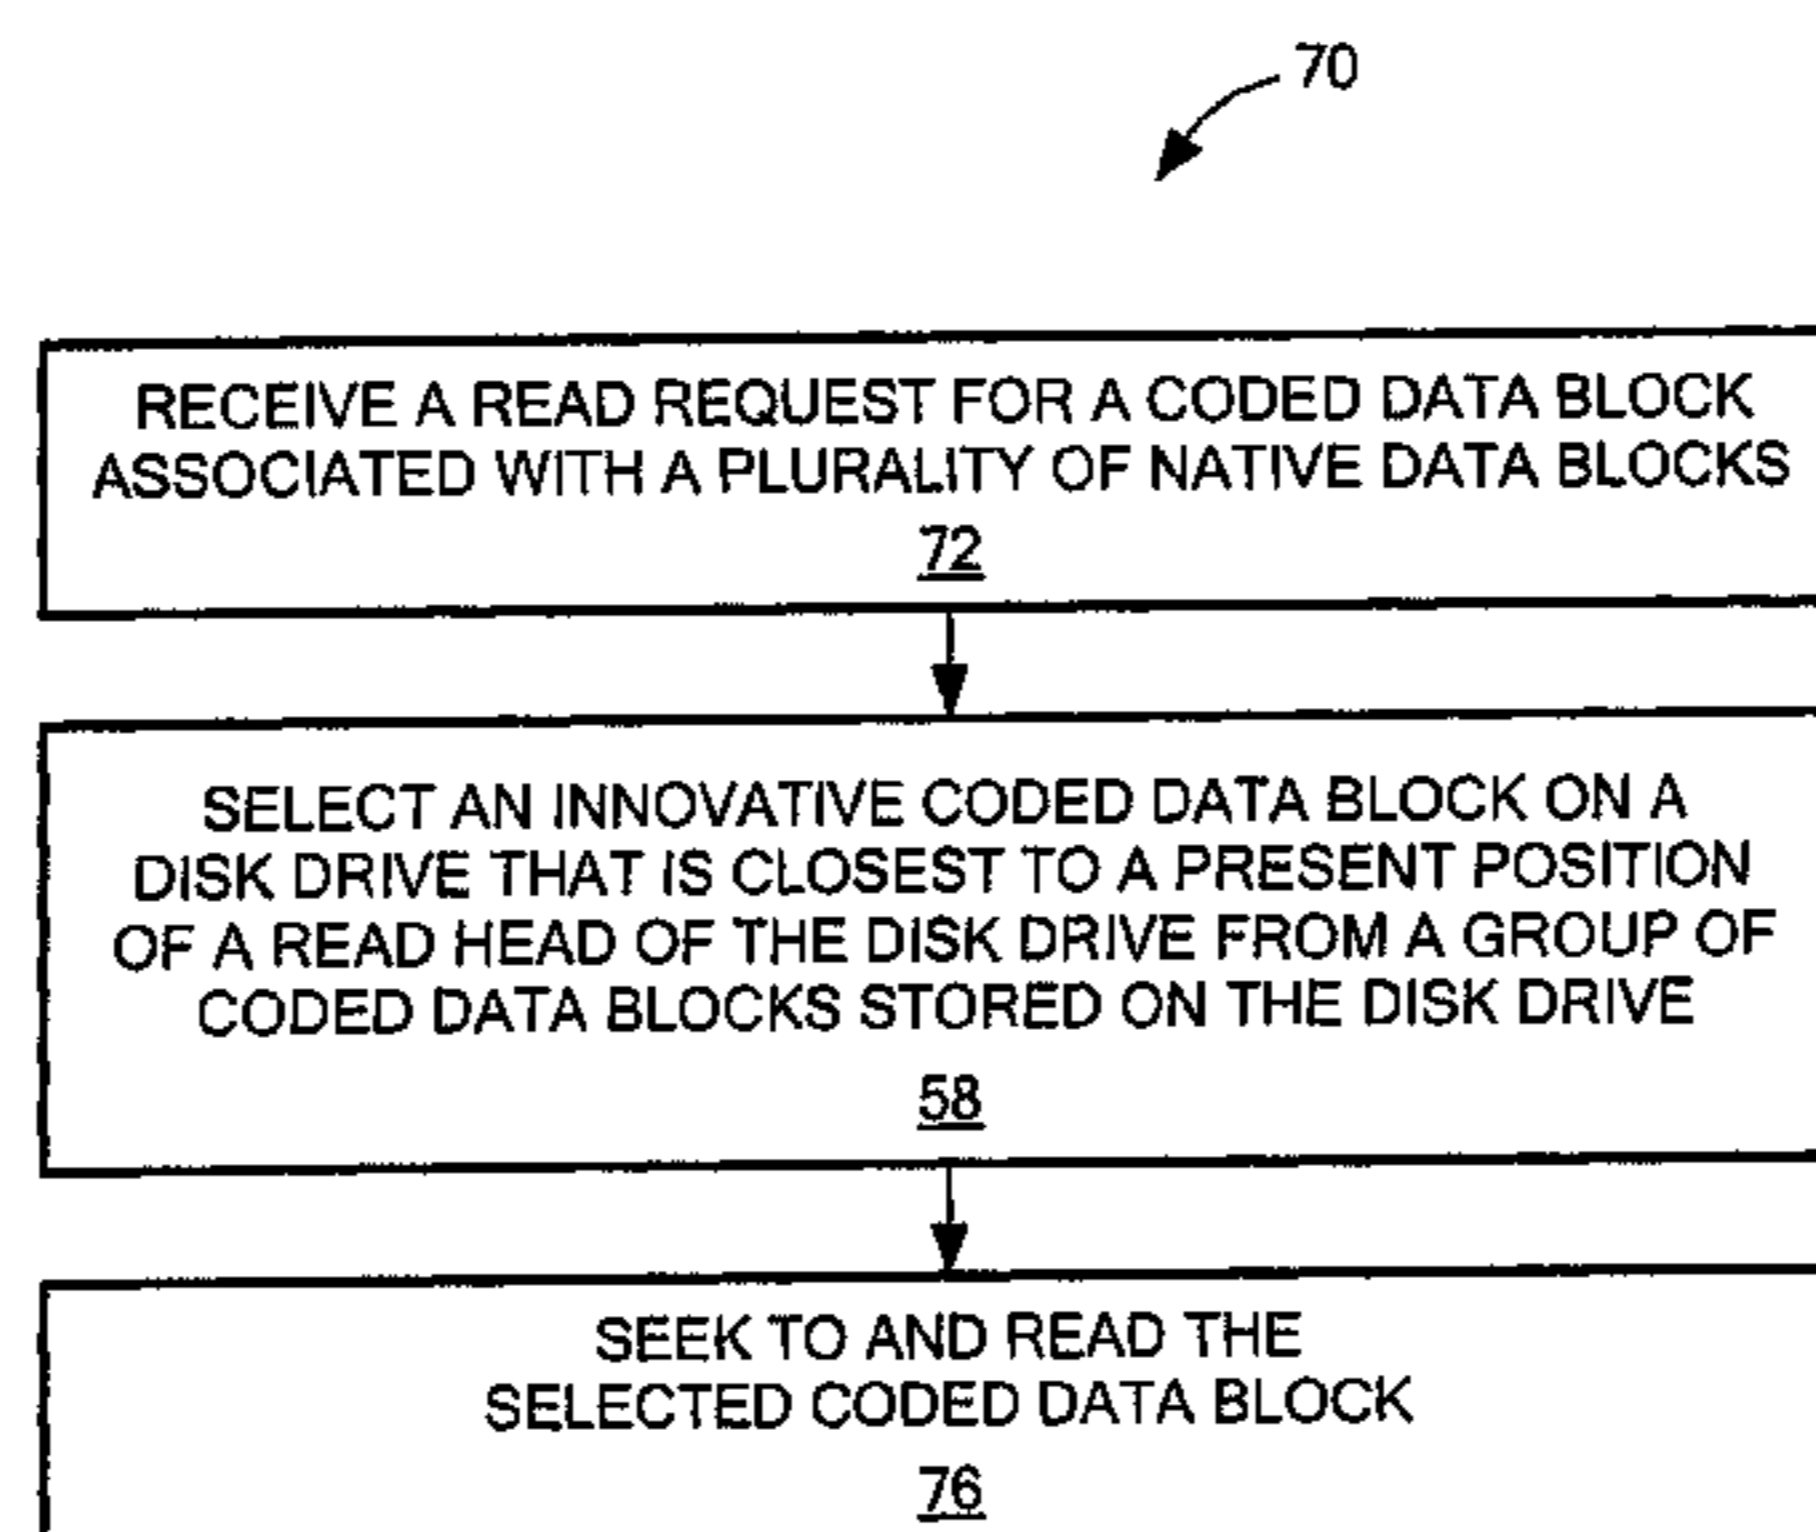 70
RECEIVE A READ REQUEST FOR A CODED DATA BLOCK
ASSOCIATED WITH A PLURALITY OF NATIVE DATA BLOCKS
72
SELECT AN INNOVATIVE CODED DATA BLOCK ON A
DISK DRIVE THAT IS CLOSEST TO A PRESENT POSITION
OF A READ HEAD OF THE DISK DRIVE FROM A GROUP OF
CODED DATA BLOCKS STORED ON THE DISK DRIVE
58
SEEK TO AND READ THE
SELECTED CODED DATA BLOCK
76